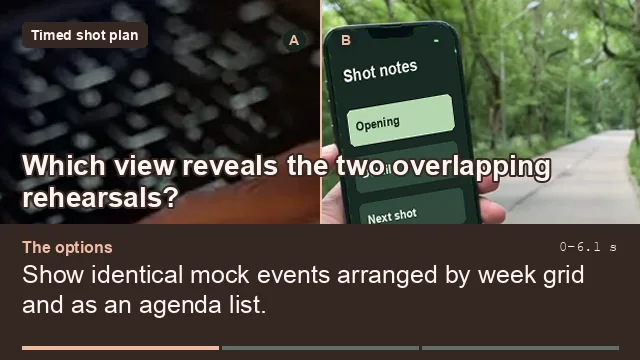 Timed shot plan
A
B
Shot notes
Opening
Next shot
Which view reveals the two overlapping
rehearsals?
The options
0–6.1 s
Show identical mock events arranged by week grid
and as an agenda list.